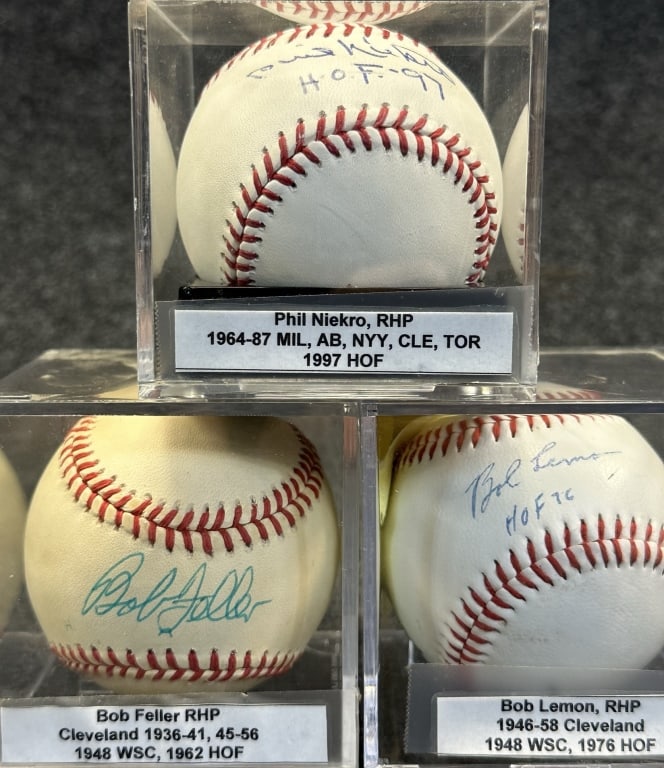 Phil Niekro
H.O.F.-97
Phil Niekro, RHP
1964-87 MIL, AB, NYY, CLE, TOR
1997 HOF
Bob Feller
Bob Feller RHP
Cleveland 1936-41, 45-56
1948 WSC, 1962 HOF
Bob Lemon
HOF 76
Bob Lemon, RHP
1946-58 Cleveland
1948 WSC, 1976 HOF